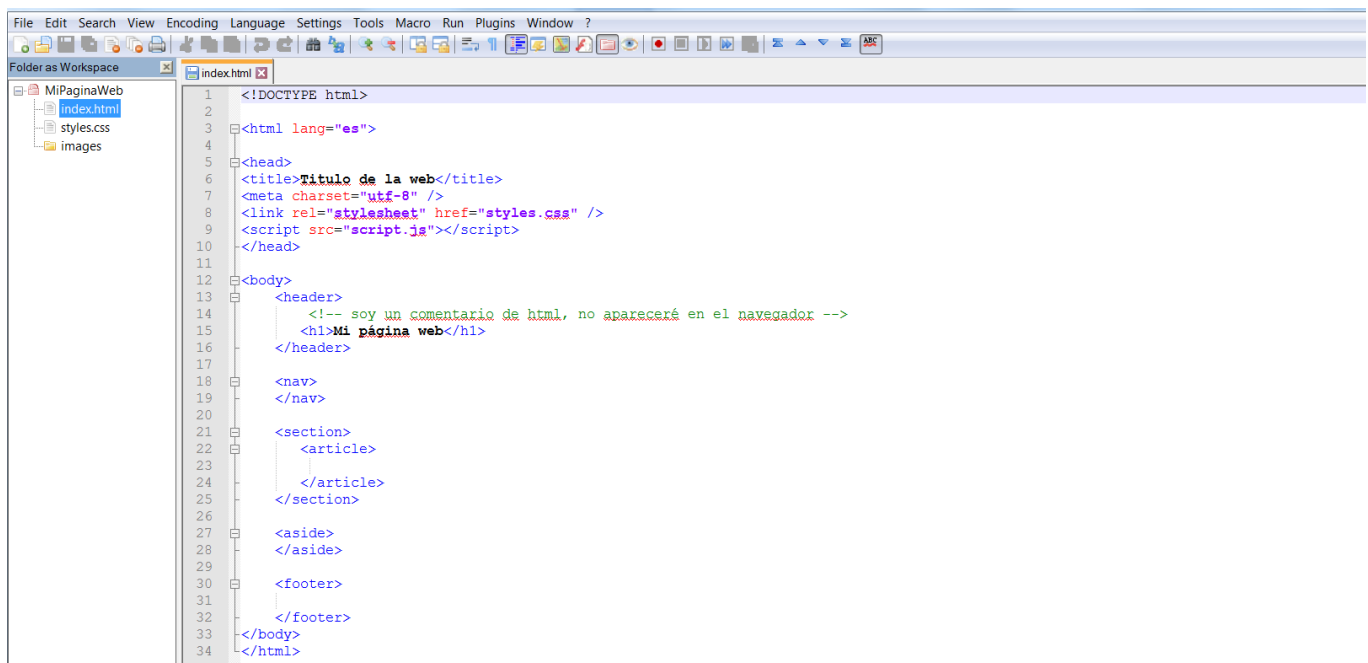 File Edit Search View Encoding Language Settings Tools Macro Run Plugins Window ?
ABC
Folder as Workspace
index.html
MiPaginaWeb
index.html
styles.css
images
1 <!DOCTYPE html>
2
3 <html lang="es">
4
5 <head>
6 <title>Titulo de la web</title>
7 <meta charset="utf-8" />
8 <link rel="stylesheet" href="styles.css" />
9 <script src="script.js"></script>
10 </head>
11
12 <body>
13 <header>
14 <!-- soy un comentario de html, no apareceré en el navegador -->
15 <h1>Mi página web</h1>
16 </header>
17
18 <nav>
19 </nav>
20
21 <section>
22 <article>
23
24 </article>
25 </section>
26
27 <aside>
28 </aside>
29
30 <footer>
31
32 </footer>
33 </body>
34 </html>